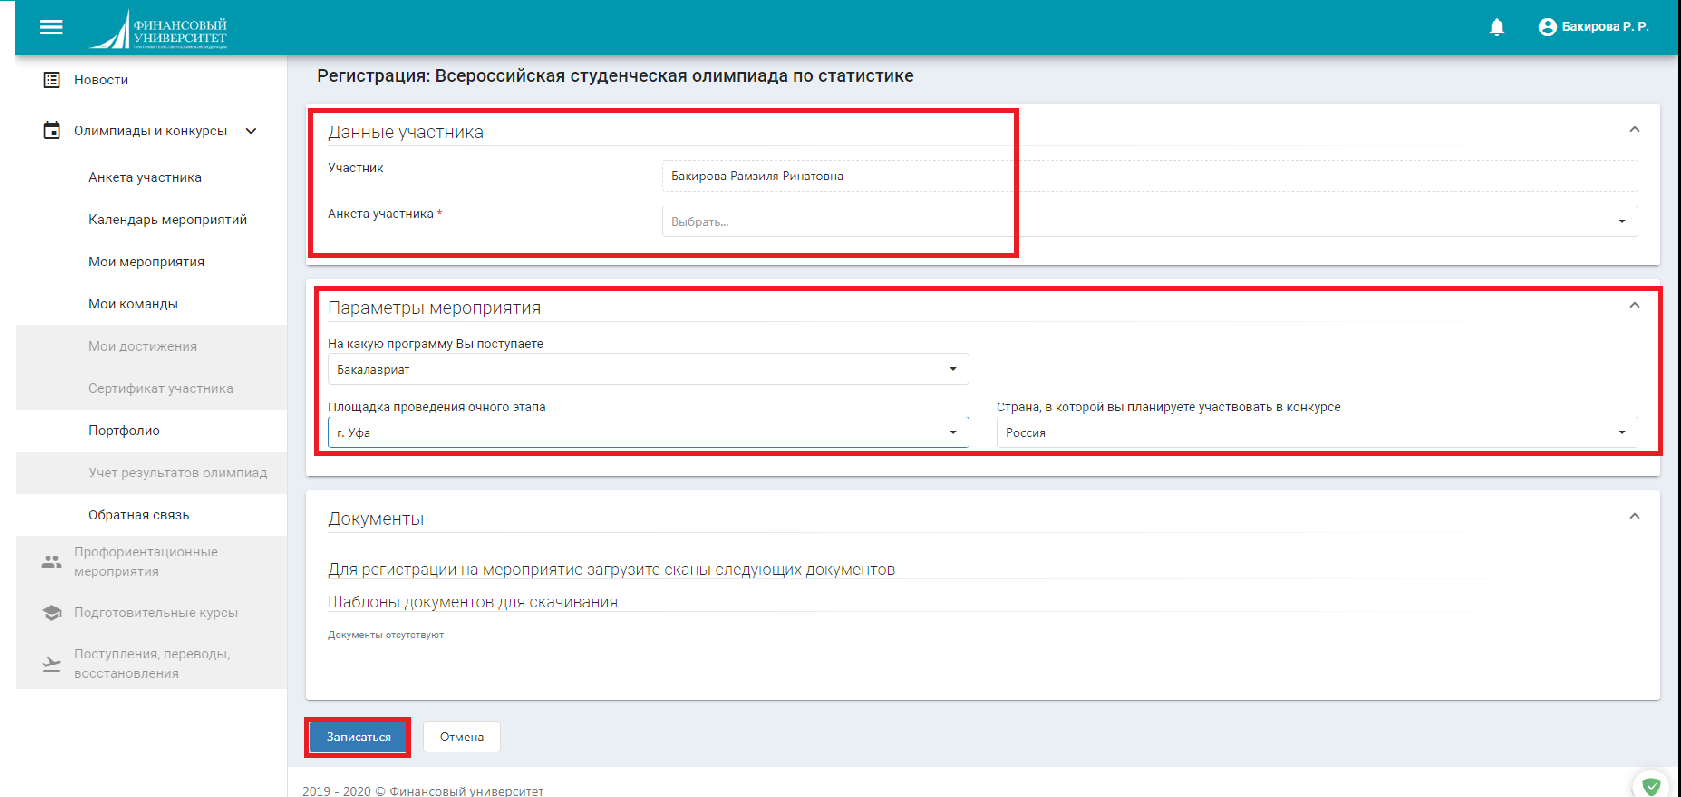 ФИНАНСОВЫЙ
УНИВЕРСИТЕТ
Бакирова Р. Р.
Новости
Олимпиады и конкурсы
Анкета участника
Календарь мероприятий
Мои мероприятия
Мои команды
Мои достижения
Сертификат участника
Портфолио
Учет результатов олимпиад
Обратная связь
Профориентационные
мероприятия
Подготовительные курсы
Поступления, переводы,
восстановления
Регистрация: Всероссийская студенческая олимпиада по статистике
Данные участника
Участник
Бакирова Рамзиля Ринатовна
Анкета участника *
Выбрать...
Параметры мероприятия
На какую программу Вы поступаете
Бакалавриат
Площадка проведения очного этапа
г. Уфа
Страна, в которой вы планируете участвовать в конкурсе
Россия
Документы
Для регистрации на мероприятие загрузите сканы следующих документов
Шаблоны документов для скачивания
Документы отсутствуют
Записаться
Отмена
2019 - 2020 © Финансовый университет